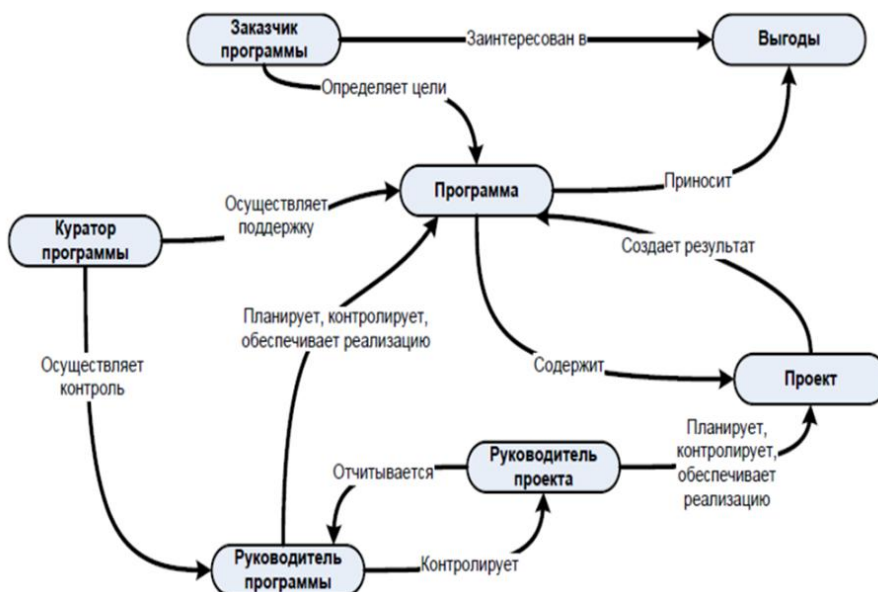 Заказчик
программы
Заинтересован в
Выгоды
Определяет цели
Программа
Приносит
Осуществляет
поддержку
Куратор
программы
Создает результат
Планирует, контролирует,
обеспечивает реализацию
Осуществляет
контроль
Содержит
Проект
Планирует,
контролирует,
обеспечивает
реализацию
Руководитель
проекта
Отчитывается
Руководитель
программы
Контролирует